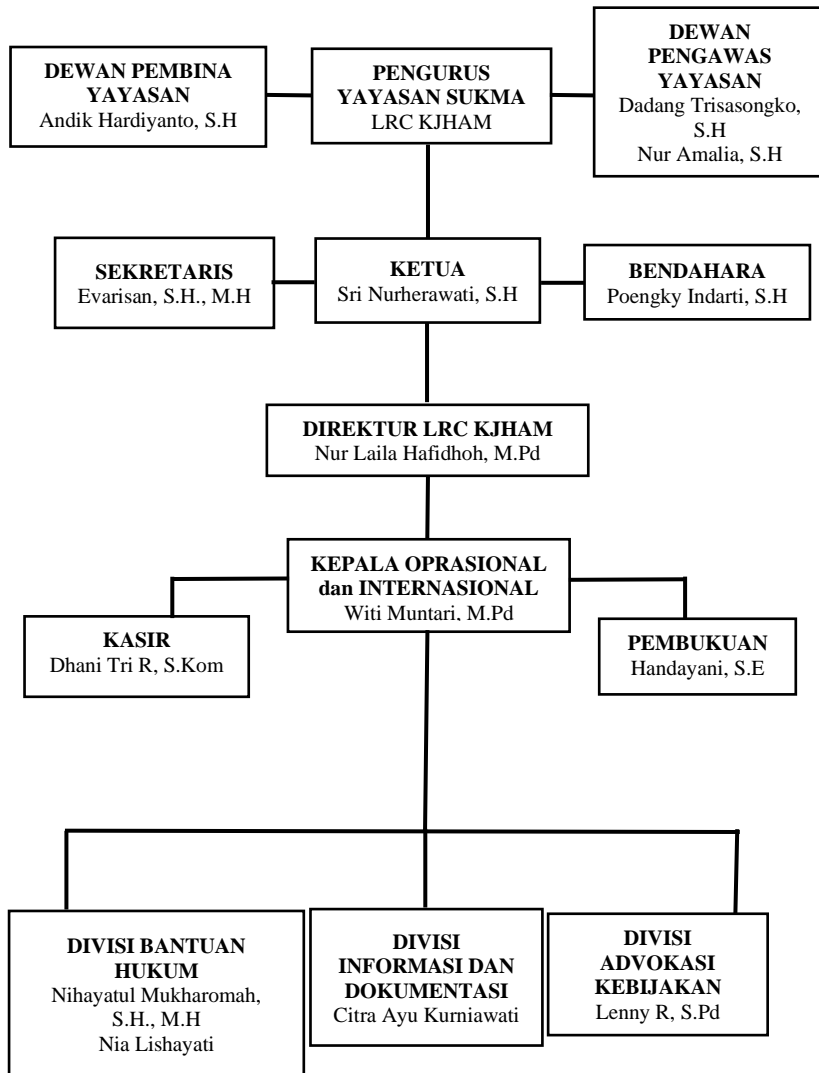 DEWAN PEMBINA
YAYASAN
Andik Hardiyanto, S.H
PENGURUS
YAYASAN SUKMA
LRC KJHAM
DEWAN
PENGAWAS
YAYASAN
Dadang Trisasongko,
S.H
Nur Amalia, S.H
SEKRETARIS
Evarisan, S.H., M.H
KETUA
Sri Nurherawati, S.H
BENDAHARA
Poengky Indarti, S.H
DIREKTUR LRC KJHAM
Nur Laila Hafidhoh, M.Pd
KEPALA OPRASIONAL
dan INTERNASIONAL
Witi Muntari, M.Pd
KASIR
Dhani Tri R, S.Kom
PEMBUKUAN
Handayani, S.E
DIVISI BANTUAN
HUKUM
Nihayatul Mukharomah,
S.H., M.H
Nia Lishayati
DIVISI
INFORMASI DAN
DOKUMENTASI
Citra Ayu Kurniawati
DIVISI
ADVOKASI
KEBIJAKAN
Lenny R, S.Pd